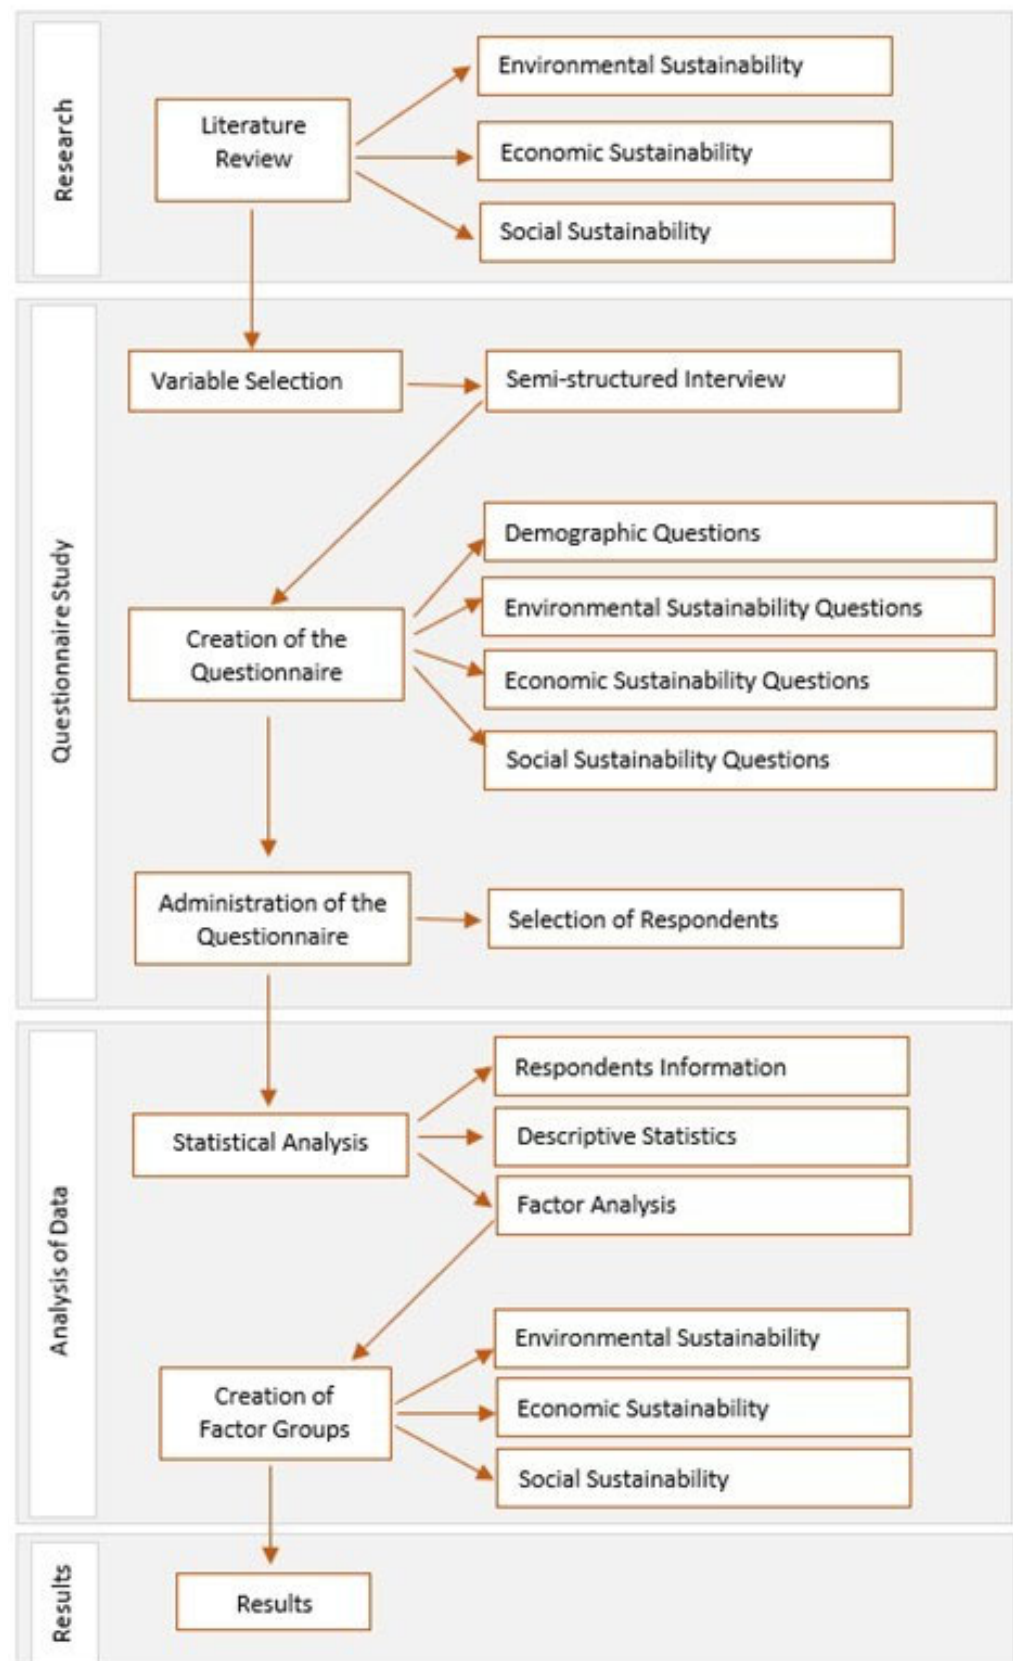 Research
Literature
Review
Environmental Sustainability
Economic Sustainability
Social Sustainability
Questionnaire Study
Variable Selection
Semi-structured Interview
Creation of the
Questionnaire
Demographic Questions
Environmental Sustainability Questions
Economic Sustainability Questions
Social Sustainability Questions
Administration of the
Questionnaire
Selection of Respondents
Analysis of Data
Statistical Analysis
Respondents Information
Descriptive Statistics
Factor Analysis
Creation of
Factor Groups
Environmental Sustainability
Economic Sustainability
Social Sustainability
Results
Results